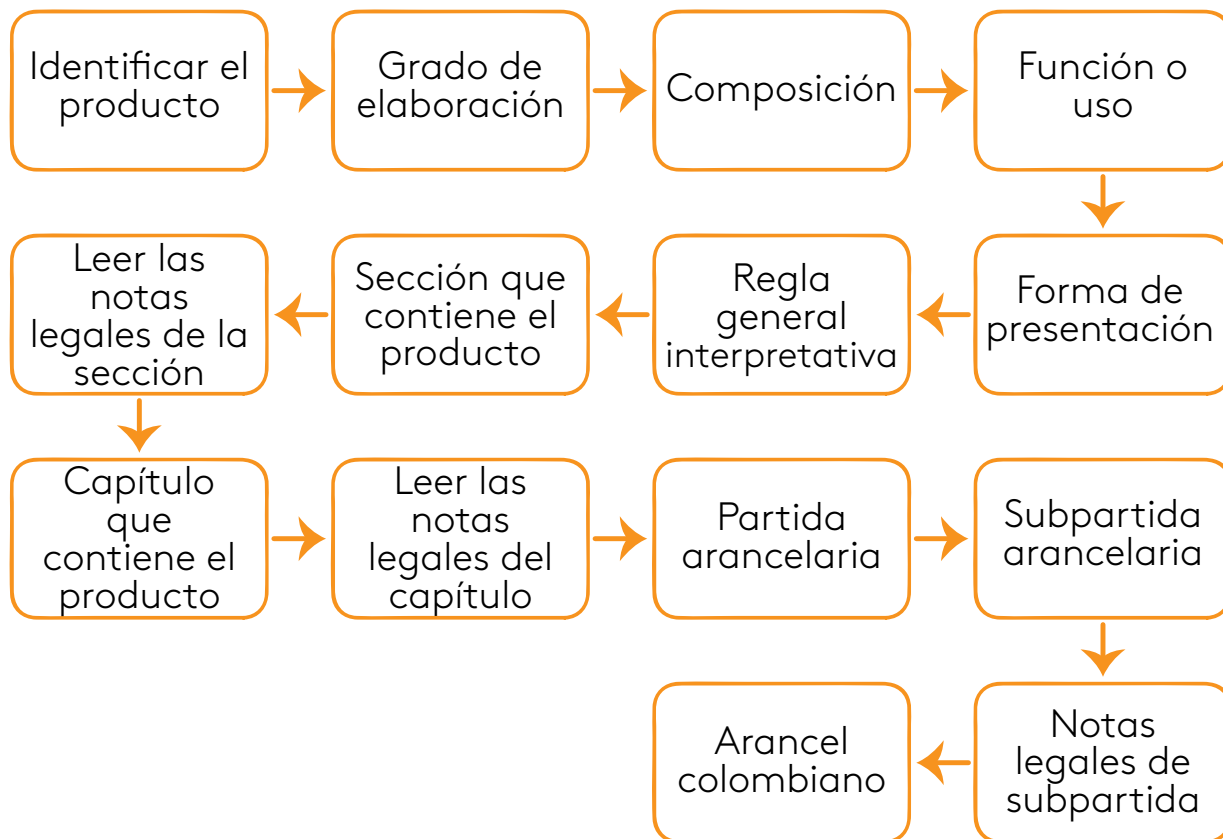 Identificar el
producto
Grado de
elaboración
Composición
Función o
uso
Forma de
presentación
Regla
general
interpretativa
Sección que
contiene el
producto
Leer las
notas
legales de la
sección
Capítulo
que
contiene el
producto
Leer las
notas
legales del
capítulo
Partida
arancelaria
Subpartida
arancelaria
Notas
legales de
subpartida
Arancel
colombiano